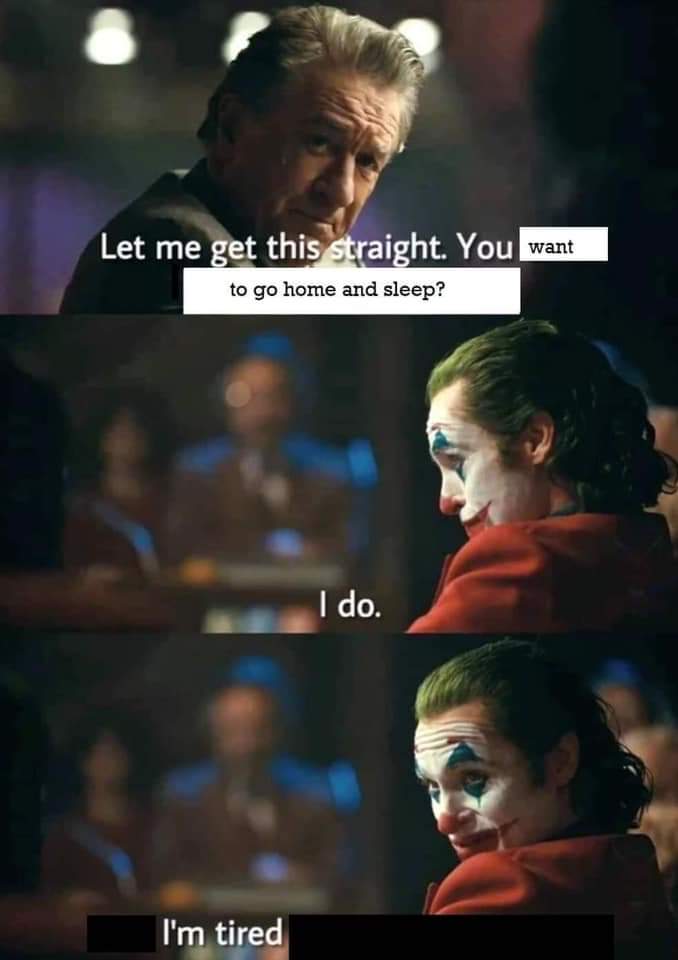 Let me get this straight. You want
to go home and sleep?
I do.
I'm tired